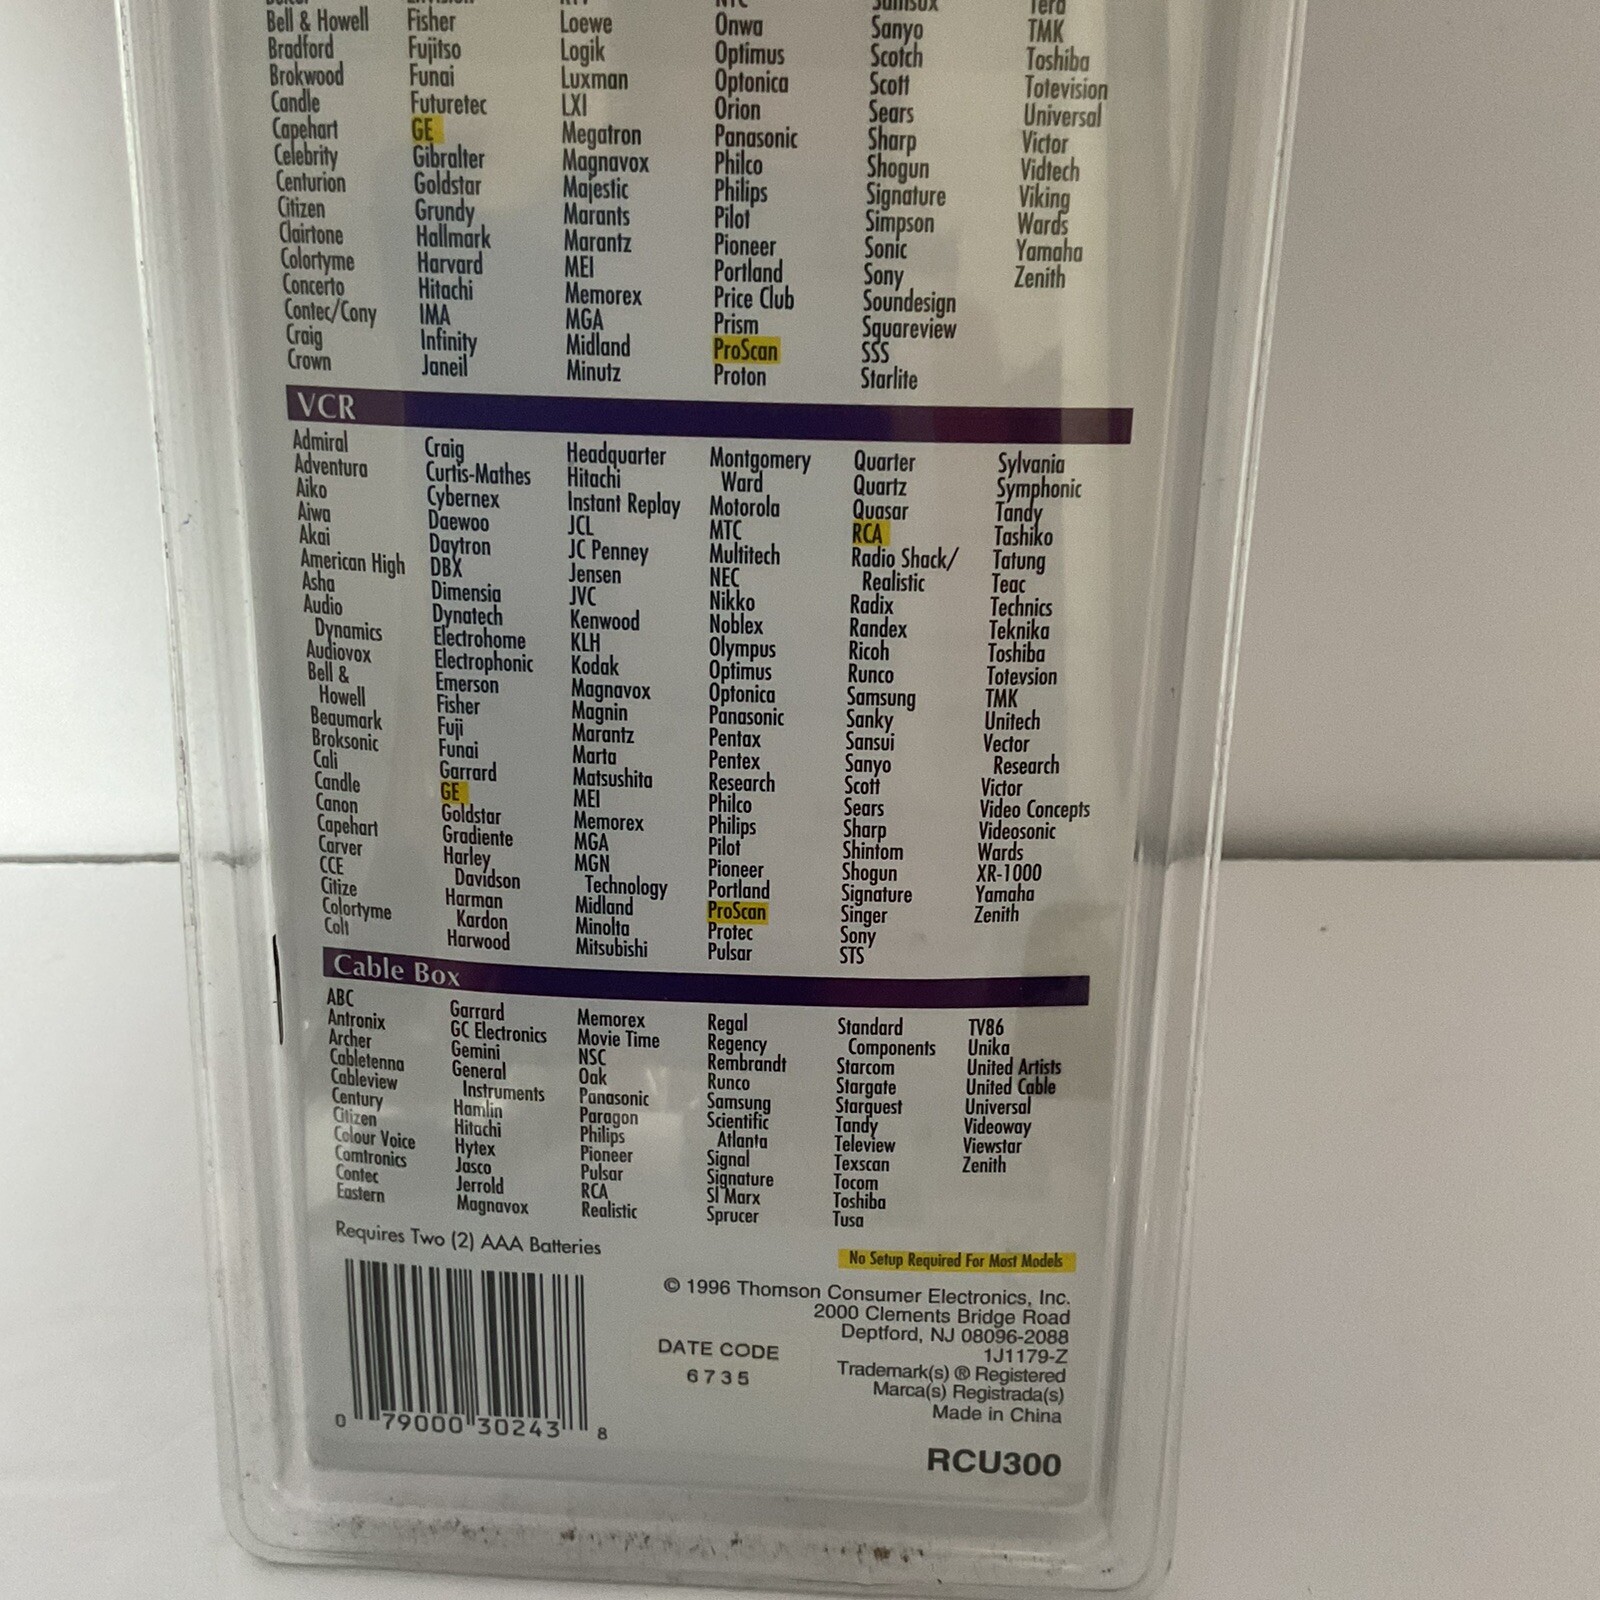 Bell & Howell
Bradford
Brokwood
Candle
Capehart
Celebrity
Centurion
Citizen
Clairtone
Colortyme
Concerto
Contec/Cony
Craig
Crown
Fisher
Fujitso
Funai
Futuretec
GE
Gibralter
Goldstar
Grundy
Hallmark
Harvard
Hitachi
IMA
Infinity
Janeil
Loewe
Logik
Luxman
LXI
Megatron
Magnavox
Majestic
Marants
Marantz
MEI
Memorex
MGA
Midland
Minutz
Onwa
Optimus
Optonica
Orion
Panasonic
Philco
Philips
Pilot
Pioneer
Portland
Price Club
Prism
ProScan
Proton
Sanyo
Scotch
Scott
Sears
Sharp
Shogun
Signature
Simpson
Sonic
Sony
Soundesign
Squareview
SSS
Starlite
TMK
Toshiba
Totevision
Universal
Victor
Vidtech
Viking
Wards
Yamaha
Zenith
VCR
Admiral
Adventura
Aiko
Aiwa
Akai
American High
Asha
Audio
Dynamics
Audiovox
Bell &
Howell
Beaumark
Broksonic
Cali
Candle
Canon
Capehart
Carver
CCE
Citize
Colortyme
Colt
Craig
Curtis-Mathes
Cybernex
Daewoo
Daytron
DBX
Dimensia
Dynatech
Electrohome
Electrophonic
Emerson
Fisher
Fuji
Funai
Garrard
GE
Goldstar
Gradiente
Harley
Davidson
Harman
Kardon
Harwood
Headquarter
Hitachi
Instant Replay
JCL
JC Penney
Jensen
JVC
Kenwood
KLH
Kodak
Magnavox
Magnin
Marantz
Marta
Matsushita
MEI
Memorex
MGA
MGN
Technology
Midland
Minolta
Mitsubishi
Montgomery
Ward
Motorola
MTC
Multitech
NEC
Nikko
Noblex
Olympus
Optimus
Optonica
Panasonic
Pentax
Pentex
Research
Philco
Philips
Pilot
Pioneer
Portland
ProScan
Protec
Pulsar
Quarter
Quartz
Quasar
RCA
Radio Shack/
Realistic
Radix
Randex
Ricoh
Runco
Samsung
Sanky
Sansui
Sanyo
Scott
Sears
Sharp
Shintom
Shogun
Signature
Singer
Sony
STS
Sylvania
Symphonic
Tandy
Tashiko
Tatung
Teac
Technics
Teknika
Toshiba
Totevsion
TMK
Unitech
Vector
Research
Victor
Video Concepts
Videosonic
Wards
XR-1000
Yamaha
Zenith
Cable Box
ABC
Antronix
Archer
Cabletenna
Cableview
Century
Citizen
Colour Voice
Comtronics
Contec
Eastern
Garrard
GC Electronics
Gemini
General
Instruments
Hamlin
Hitachi
Hytex
Jasco
Jerrold
Magnavox
Memorex
Movie Time
NSC
Oak
Panasonic
Paragon
Philips
Pioneer
Pulsar
RCA
Realistic
Regal
Regency
Rembrandt
Runco
Samsung
Scientific
Atlanta
Signal
Signature
Sl Marx
Sprucer
Standard
Components
Starcom
Stargate
Starquest
Tandy
Teleview
Texscan
Tocom
Toshiba
Tusa
TV86
Unika
United Artists
United Cable
Universal
Videoway
Viewstar
Zenith
Requires Two (2) AAA Batteries
No Setup Required For Most Models
© 1996 Thomson Consumer Electronics, Inc.
2000 Clements Bridge Road
Deptford, NJ 08096-2088
1J1179-Z
Trademark(s) ® Registered
Marca(s) Registrada(s)
Made in China
DATE CODE
6735
0 79000 30243 8
RCU300